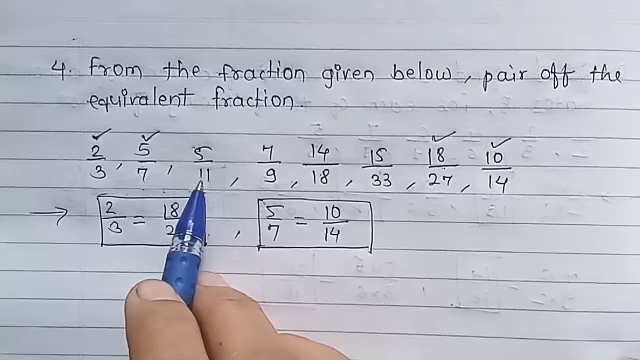 4. From the fraction given below, pair off the
equivalent fraction.
2/3, 5/7, 5/11, 7/9, 14/18, 15/33, 18/27, 10/14
→ 2/3 = 18/2 , 5/7 = 10/14